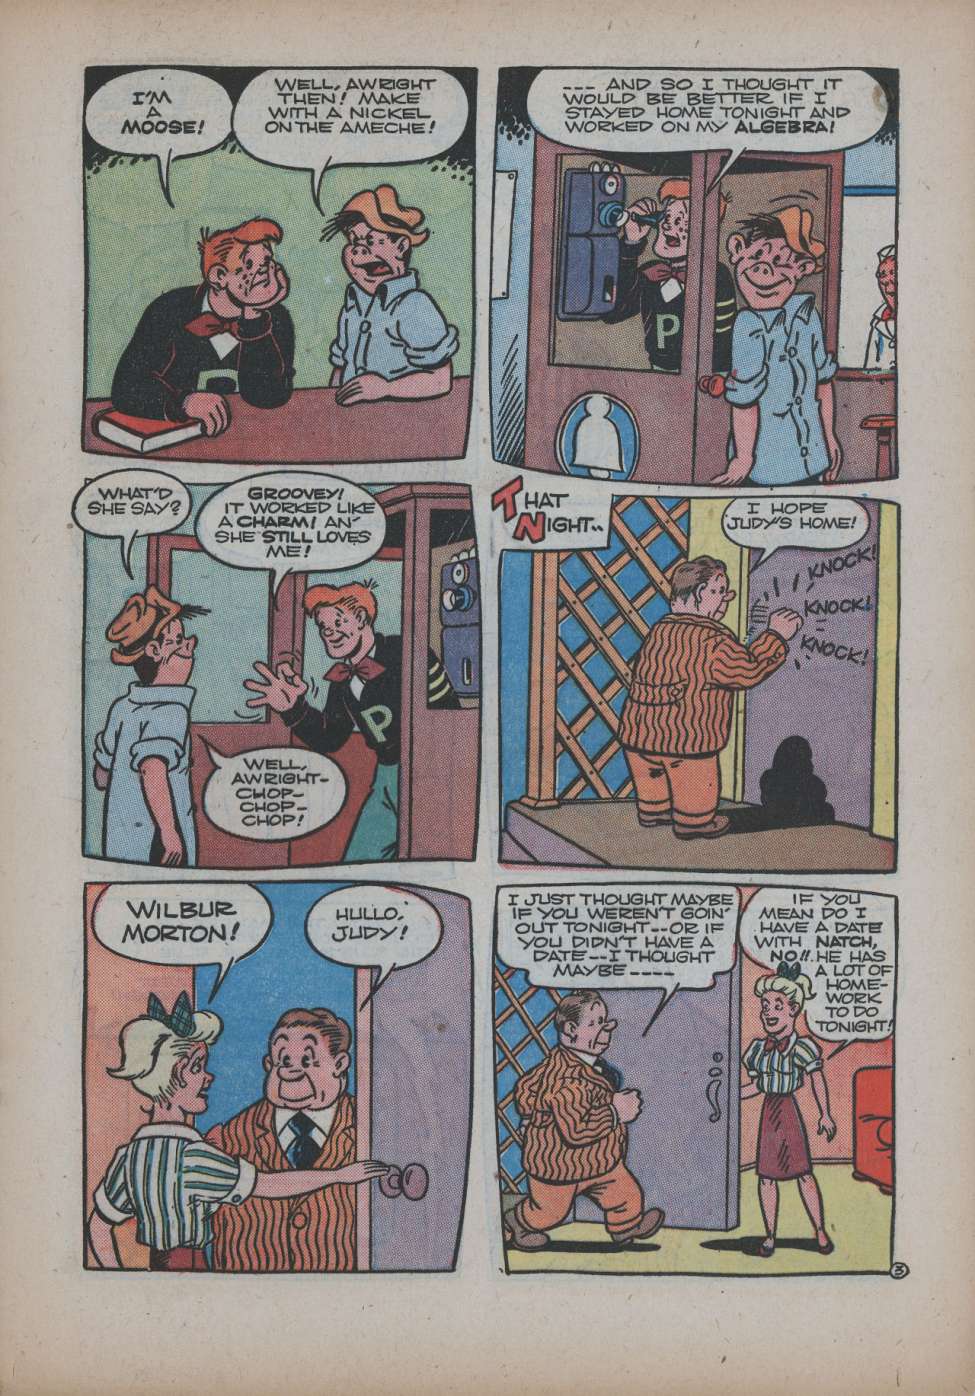 I'M
A
MOOSE!
WELL, AWRIGHT
THEN! MAKE
WITH A NICKEL
ON THE AMECHE!
--- AND SO I THOUGHT IT
WOULD BE BETTER IF I
STAYED HOME TONIGHT AND
WORKED ON MY ALGEBRA!
P
WHAT'D
SHE SAY?
GROOVEY!
IT WORKED LIKE
A CHARM! AN'
SHE STILL LOVES
ME!
P
WELL,
AWRIGHT-
CHOP-
CHOP-
CHOP!
THAT
NIGHT..
I HOPE
JUDY'S HOME!
KNOCK!
KNOCK!
KNOCK!
WILBUR
MORTON!
HULLO,
JUDY!
I JUST THOUGHT MAYBE
IF YOU WEREN'T GOIN'
OUT TONIGHT--OR IF
YOU DIDN'T HAVE A
DATE--I THOUGHT
MAYBE-----
IF YOU
MEAN DO I
HAVE A DATE
WITH NATCH,
NO!! HE HAS
A LOT OF
HOME-
WORK
TO DO
TONIGHT!
3